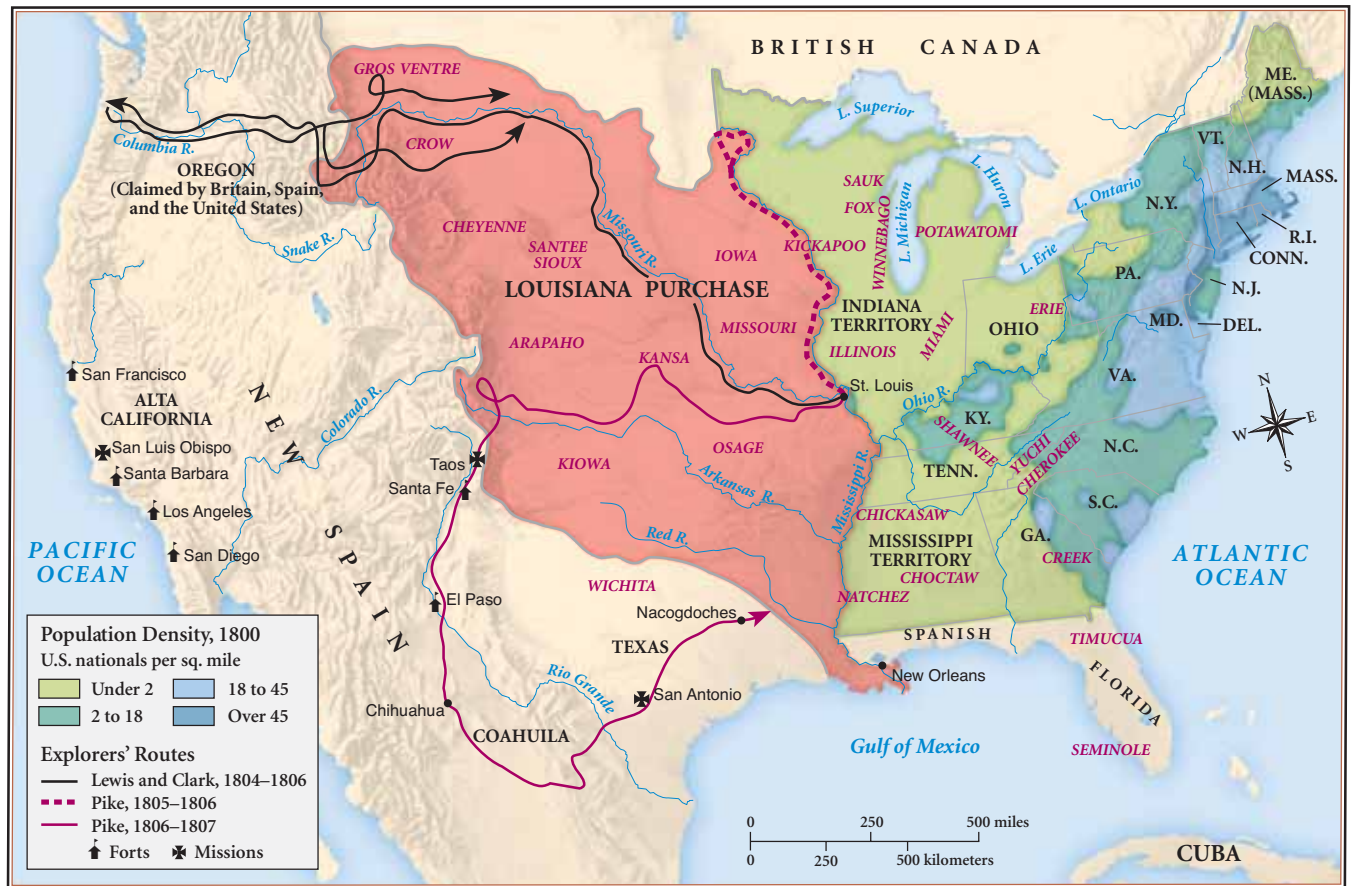 BRITISH CANADA
GROS VENTRE
ME.
(MASS.)
L. Superior
Columbia R.
CROW
VT.
N.H.
MASS.
OREGON
(Claimed by Britain, Spain,
and the United States)
L. Huron
L. Ontario
SAUK
FOX
N.Y.
WINNEBAGO
L. Michigan
POTAWATOMI
R.I.
CONN.
CHEYENNE
Missouri R.
Snake R.
SANTEE
SIOUX
IOWA
KICKAPOO
L. Erie
PA.
N.J.
LOUISIANA PURCHASE
INDIANA
TERRITORY
ERIE
OHIO
MD.
DEL.
MISSOURI
MIAMI
ARAPAHO
KANSA
ILLINOIS
San Francisco
St. Louis
VA.
Ohio R.
ALTA
CALIFORNIA
NEW SPAIN
Colorado R.
KY.
SHAWNEE
YUCHI
CHEROKEE
N.C.
N
E
S
W
San Luis Obispo
Santa Barbara
Taos
Santa Fe
KIOWA
OSAGE
Arkansas R.
Mississippi R.
TENN.
Los Angeles
San Diego
Red R.
CHICKASAW
S.C.
GA.
MISSISSIPPI
TERRITORY
CHOCTAW
CREEK
PACIFIC
OCEAN
ATLANTIC
OCEAN
WICHITA
NATCHEZ
El Paso
Nacogdoches
TEXAS
SPANISH
FLORIDA
TIMUCUA
New Orleans
Rio Grande
San Antonio
Chihuahua
COAHUILA
Gulf of Mexico
SEMINOLE
CUBA
Population Density, 1800
U.S. nationals per sq. mile
Under 2
18 to 45
2 to 18
Over 45
Explorers' Routes
Lewis and Clark, 1804–1806
Pike, 1805–1806
Pike, 1806–1807
Forts
Missions
0 250 500 miles
0 250 500 kilometers